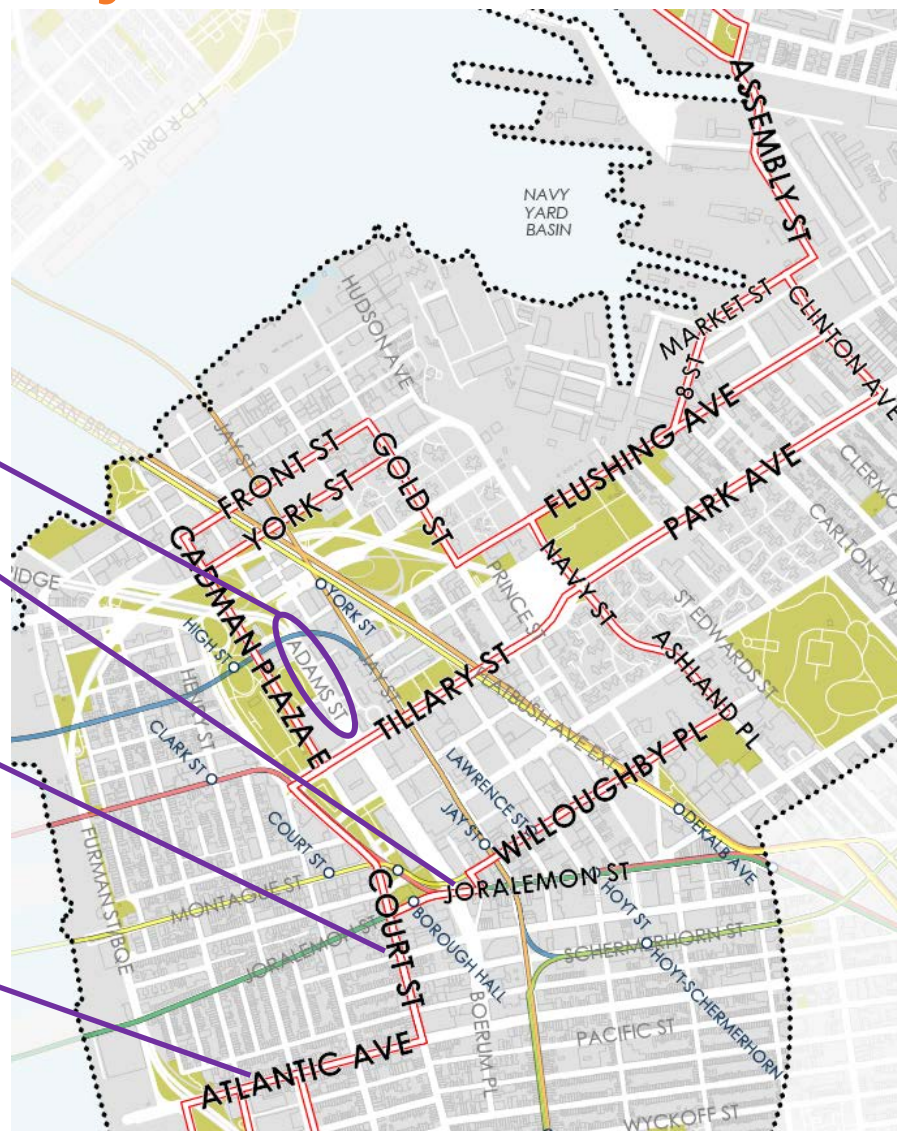 F D R DRIVE
ASSEMBLY ST
NAVY
YARD
BASIN
HUDSON AVE
MARKET ST
CLINTON AVE
8 ST
JAY ST
FRONT ST
GOLD ST
FLUSHING AVE
YORK ST
PARK AVE
CADMAN PLAZA E
NAVY ST
PRINCE ST
CARLTON AVE
YORK ST
HIGH ST
ADAMS ST
JAY ST
ST EDWARDS ST
ASHLAND PL
HENRY ST
TILLARY ST
FLATBUSH AVE EXT
CLARK ST
LAWRENCE ST
WILLOUGHBY PL
JAY ST
DEKALB AVE
FURMAN ST
BQE
COURT ST
MONTAGUE ST
COURT ST
JORALEMON ST
HOYT ST
JORALEMON ST
BOROUGH HALL
SCHERMERHORN ST
HOYT-SCHERMERHORN
BOERUM PL
PACIFIC ST
ATLANTIC AVE
WYCKOFF ST